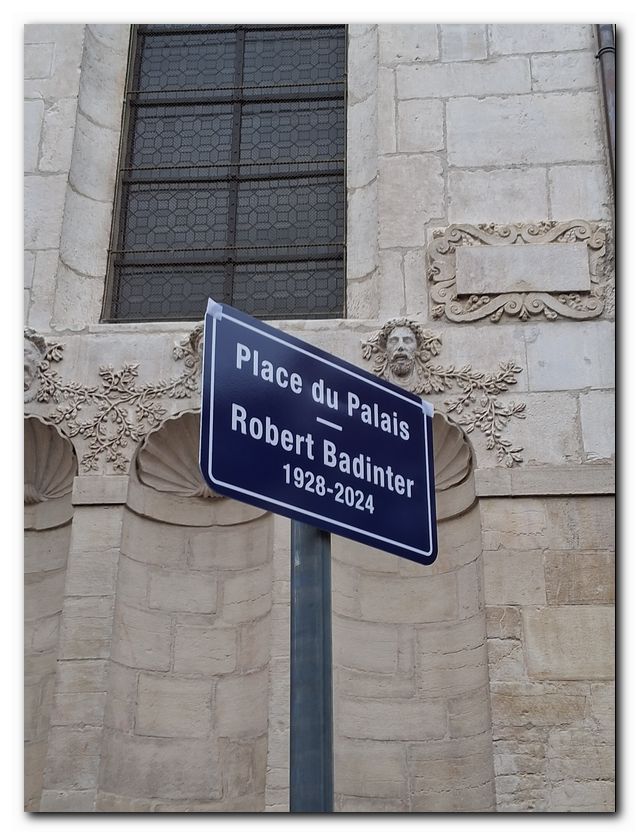 Place du Palais
—
Robert Badinter
1928-2024